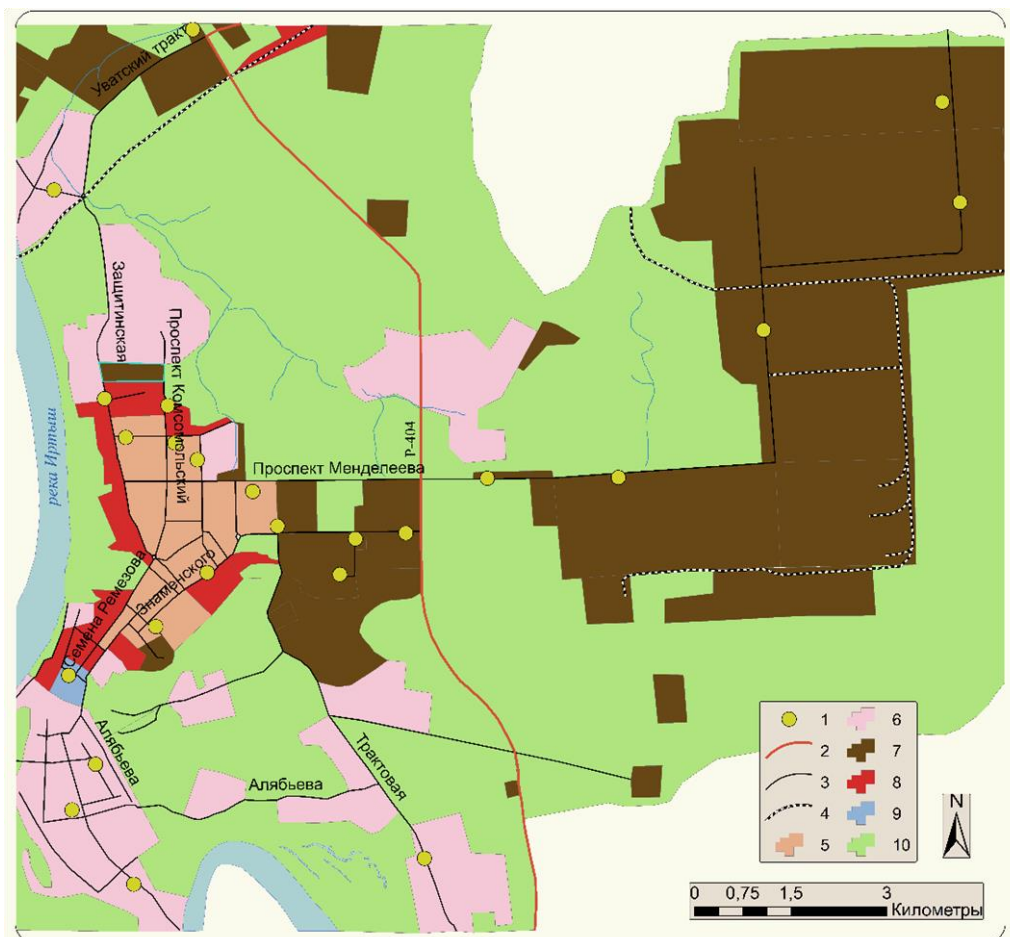 Уватский тракт
Защитинская
Проспект Комсомольский
река Иртыш
Р-404
Проспект Менделеева
Знаменского
Семена Ремезова
Алябьева
Алябьева
Трактовая
1 6
2 7
3 8
4 9
5 10
N
0 0,75 1,5 3
Километры